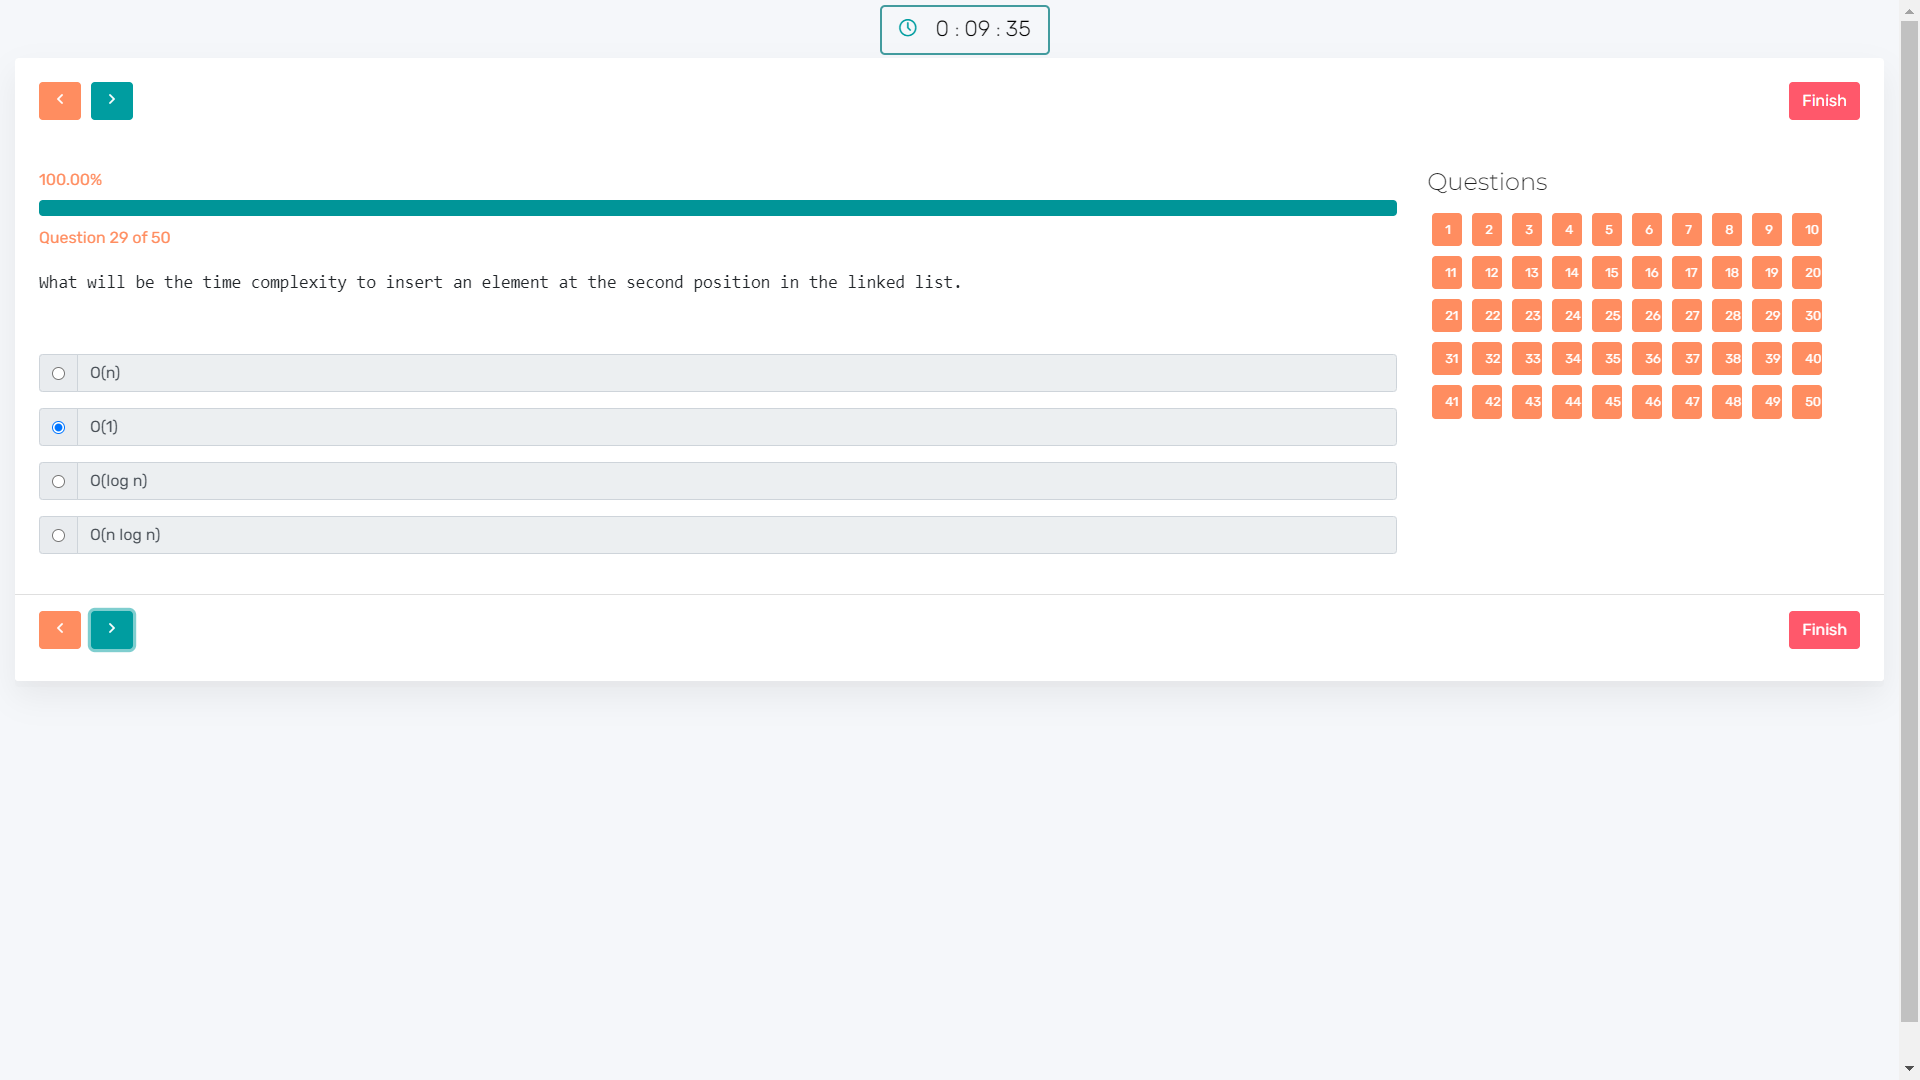 0 : 09 : 35
Finish
100.00%
Question 29 of 50
What will be the time complexity to insert an element at the second position in the linked list.
O(n)
O(1)
O(log n)
O(n log n)
Questions
1 2 3 4 5 6 7 8 9 10
11 12 13 14 15 16 17 18 19 20
21 22 23 24 25 26 27 28 29 30
31 32 33 34 35 36 37 38 39 40
41 42 43 44 45 46 47 48 49 50
Finish